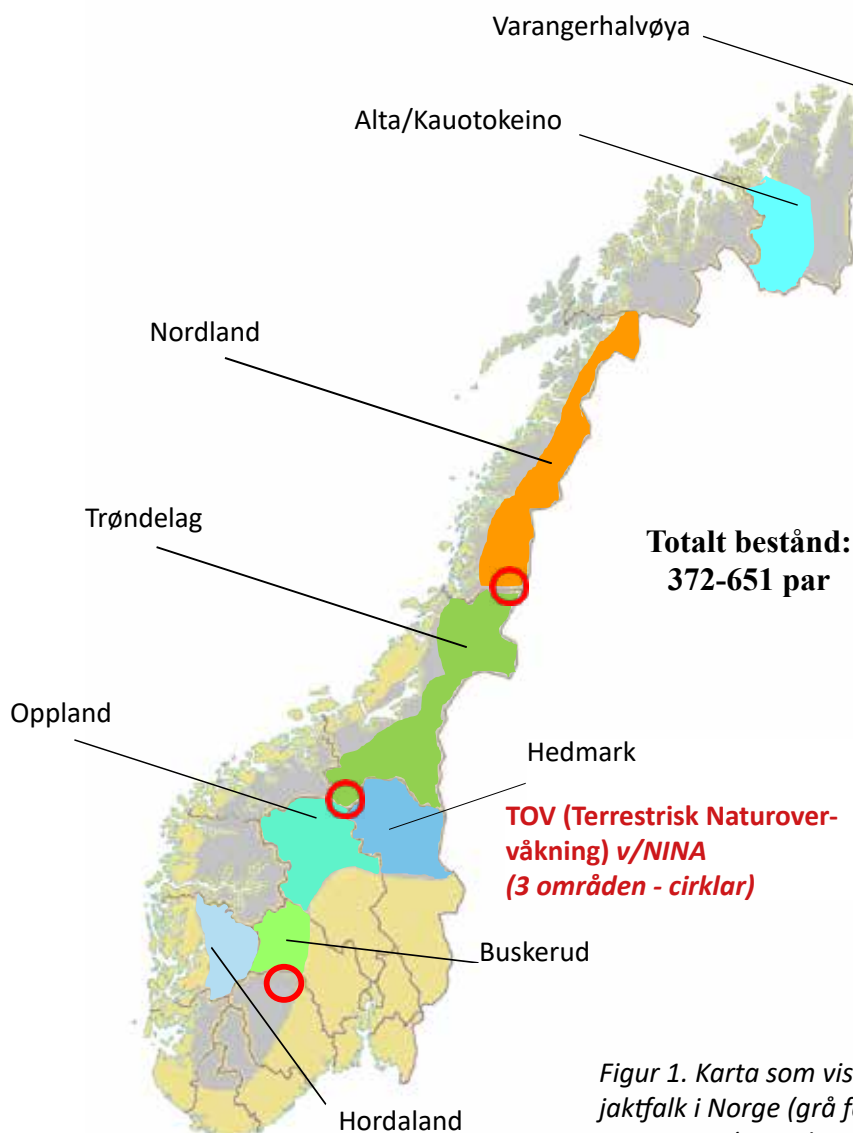 Varangerhalvøya
Alta/Kauotokeino
Nordland
Trøndelag
Totalt bestånd:
372-651 par
Oppland
Hedmark
TOV (Terrestrisk Naturover-
våkning) v/NINA
(3 områden - cirklar)
Buskerud
Figur 1. Karta som vis
jaktfalk i Norge (grå
Hordaland